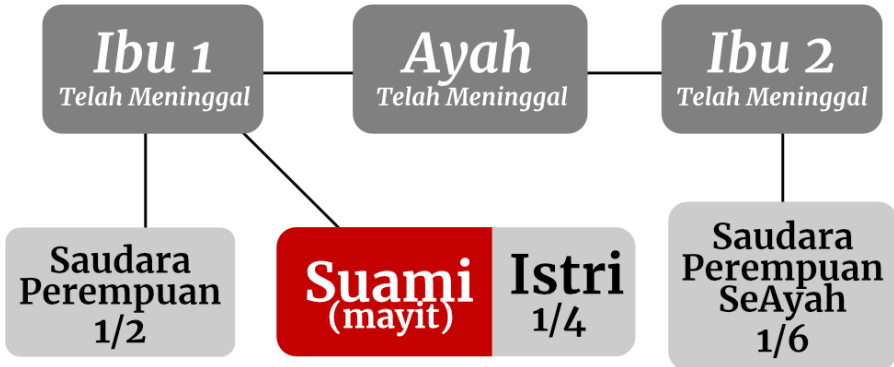 Ibu 1
Telah Meninggal
Ayah
Telah Meninggal
Ibu 2
Telah Meninggal
Saudara
Perempuan
1/2
Suami
(mayit)
Istri
1/4
Saudara
Perempuan
SeAyah
1/6